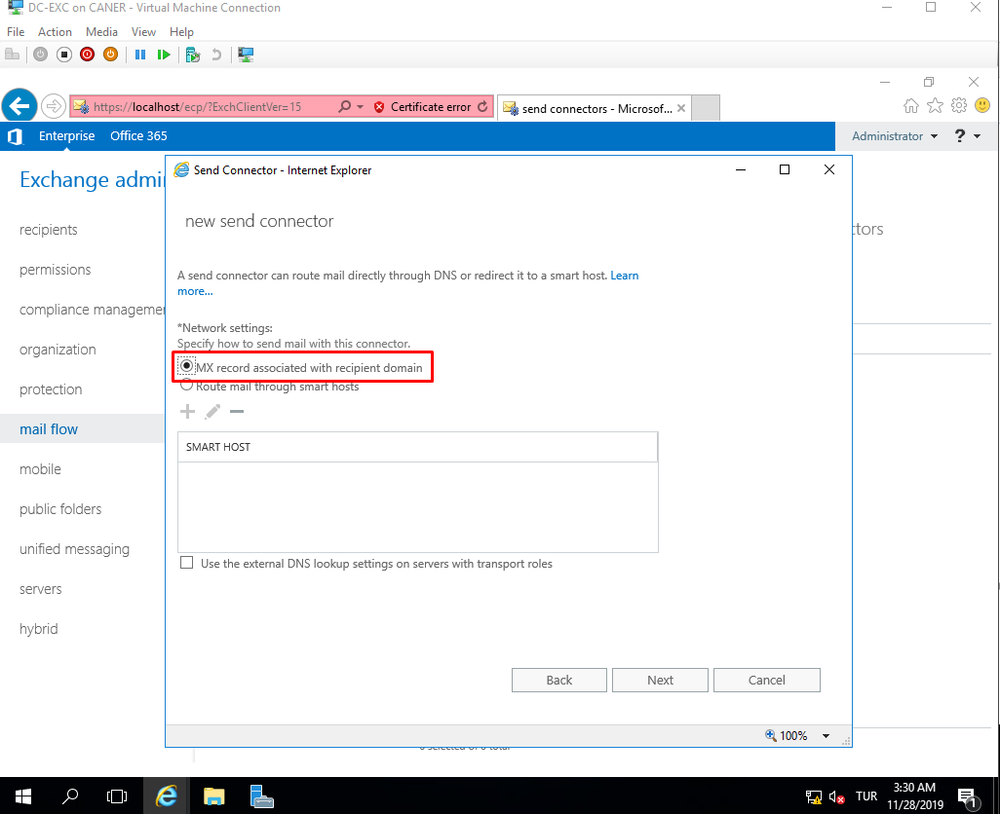 DC-EXC on CANER - Virtual Machine Connection
File Action Media View Help
https://localhost/ecp/?ExchClientVer=15
Certificate error
send connectors - Microsof...
Enterprise Office 365
Administrator ?
Exchange admi
Send Connector - Internet Explorer
new send connector
ctors
recipients
permissions
compliance managemen
organization
protection
mail flow
mobile
public folders
unified messaging
servers
hybrid
A send connector can route mail directly through DNS or redirect it to a smart host. Learn
more...
*Network settings:
Specify how to send mail with this connector.
MX record associated with recipient domain
Route mail through smart hosts
SMART HOST
Use the external DNS lookup settings on servers with transport roles
Back Next Cancel
100%
0 selected of 0 total
TUR
3:30 AM
11/28/2019
1